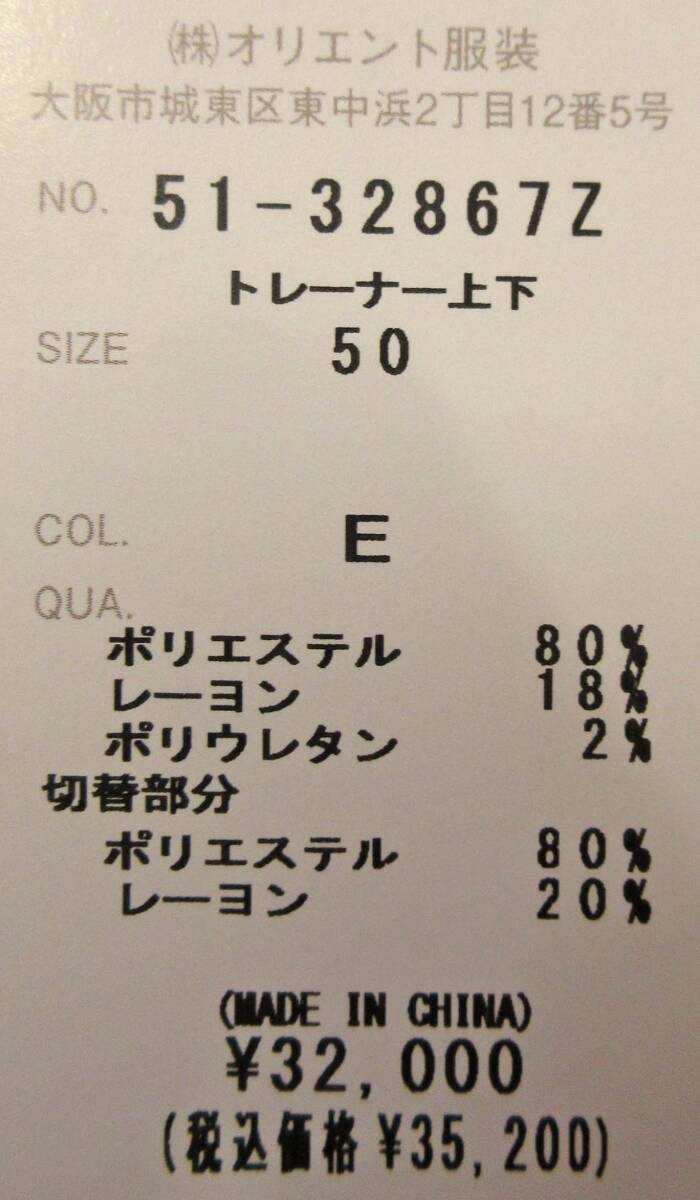 (株)オリエント服装
大阪市城東区東中浜2丁目12番5号
NO. 51-32867Z
トレーナー上下
SIZE 50
COL. E
QUA.
ポリエステル 80%
レーヨン 18%
ポリウレタン 2%
切替部分
ポリエステル 80%
レーヨン 20%
(MADE IN CHINA)
¥32,000
(税込価格 ¥35,200)